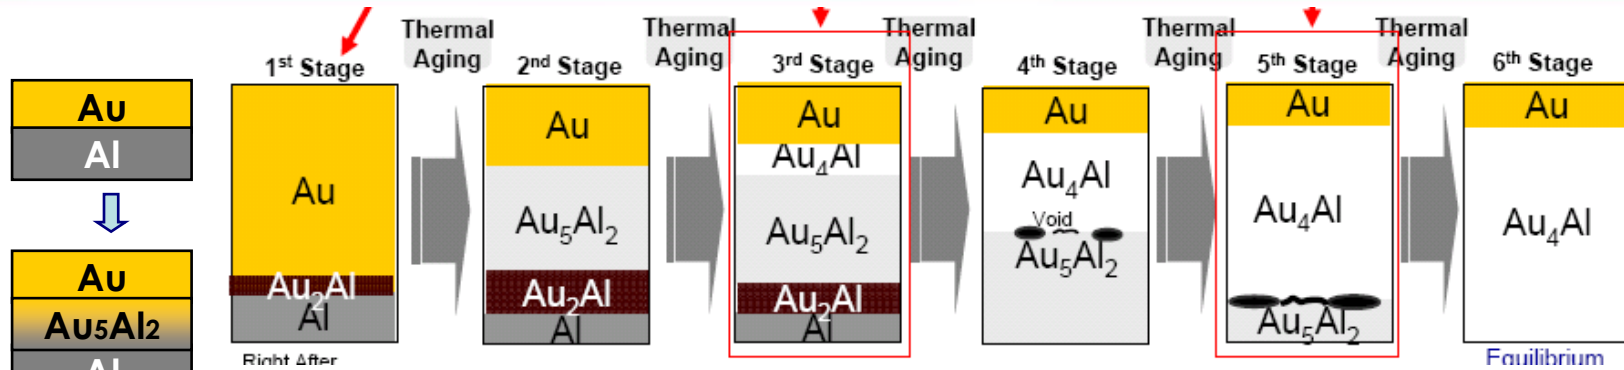 Au
Al
Au
Au5Al2
Al
1st Stage
Au
Au2Al
Al
Right After
Thermal
Aging
2nd Stage
Au
Au5Al2
Au2Al
Al
Thermal
Aging
3rd Stage
Au
Au4Al
Au5Al2
Au2Al
Al
Thermal
Aging
4th Stage
Au
Au4Al
Void
Au5Al2
Thermal
Aging
5th Stage
Au
Au4Al
Au5Al2
Thermal
Aging
6th Stage
Au
Au4Al
Equilibrium